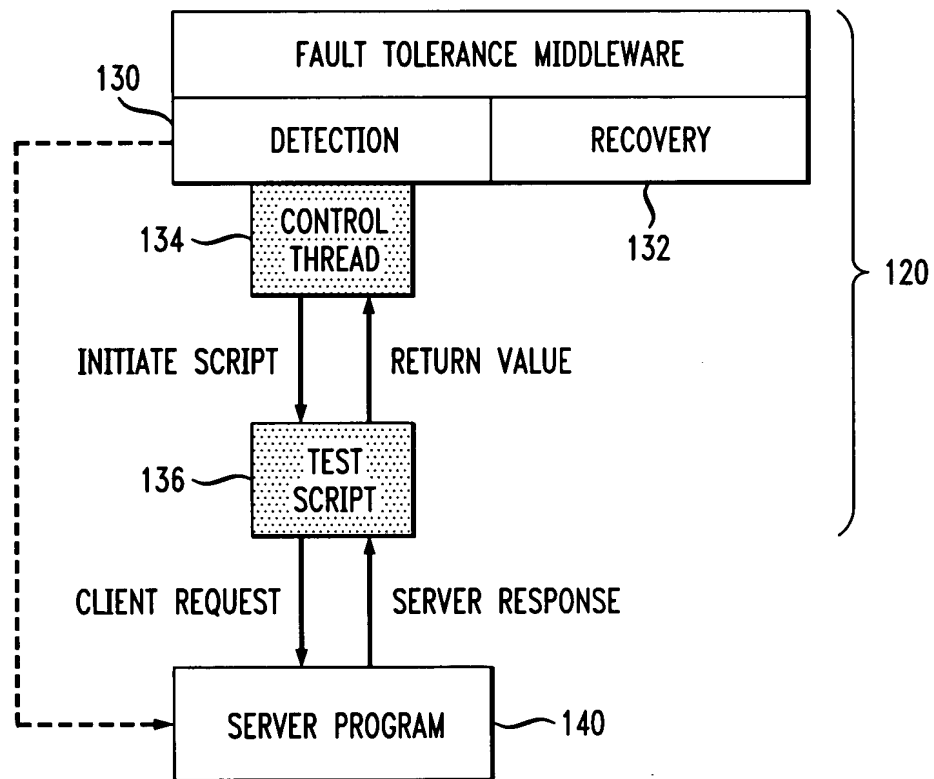 FAULT TOLERANCE MIDDLEWARE
130
DETECTION
RECOVERY
134
CONTROL
THREAD
132
120
INITIATE SCRIPT
RETURN VALUE
136
TEST
SCRIPT
CLIENT REQUEST
SERVER RESPONSE
SERVER PROGRAM
140